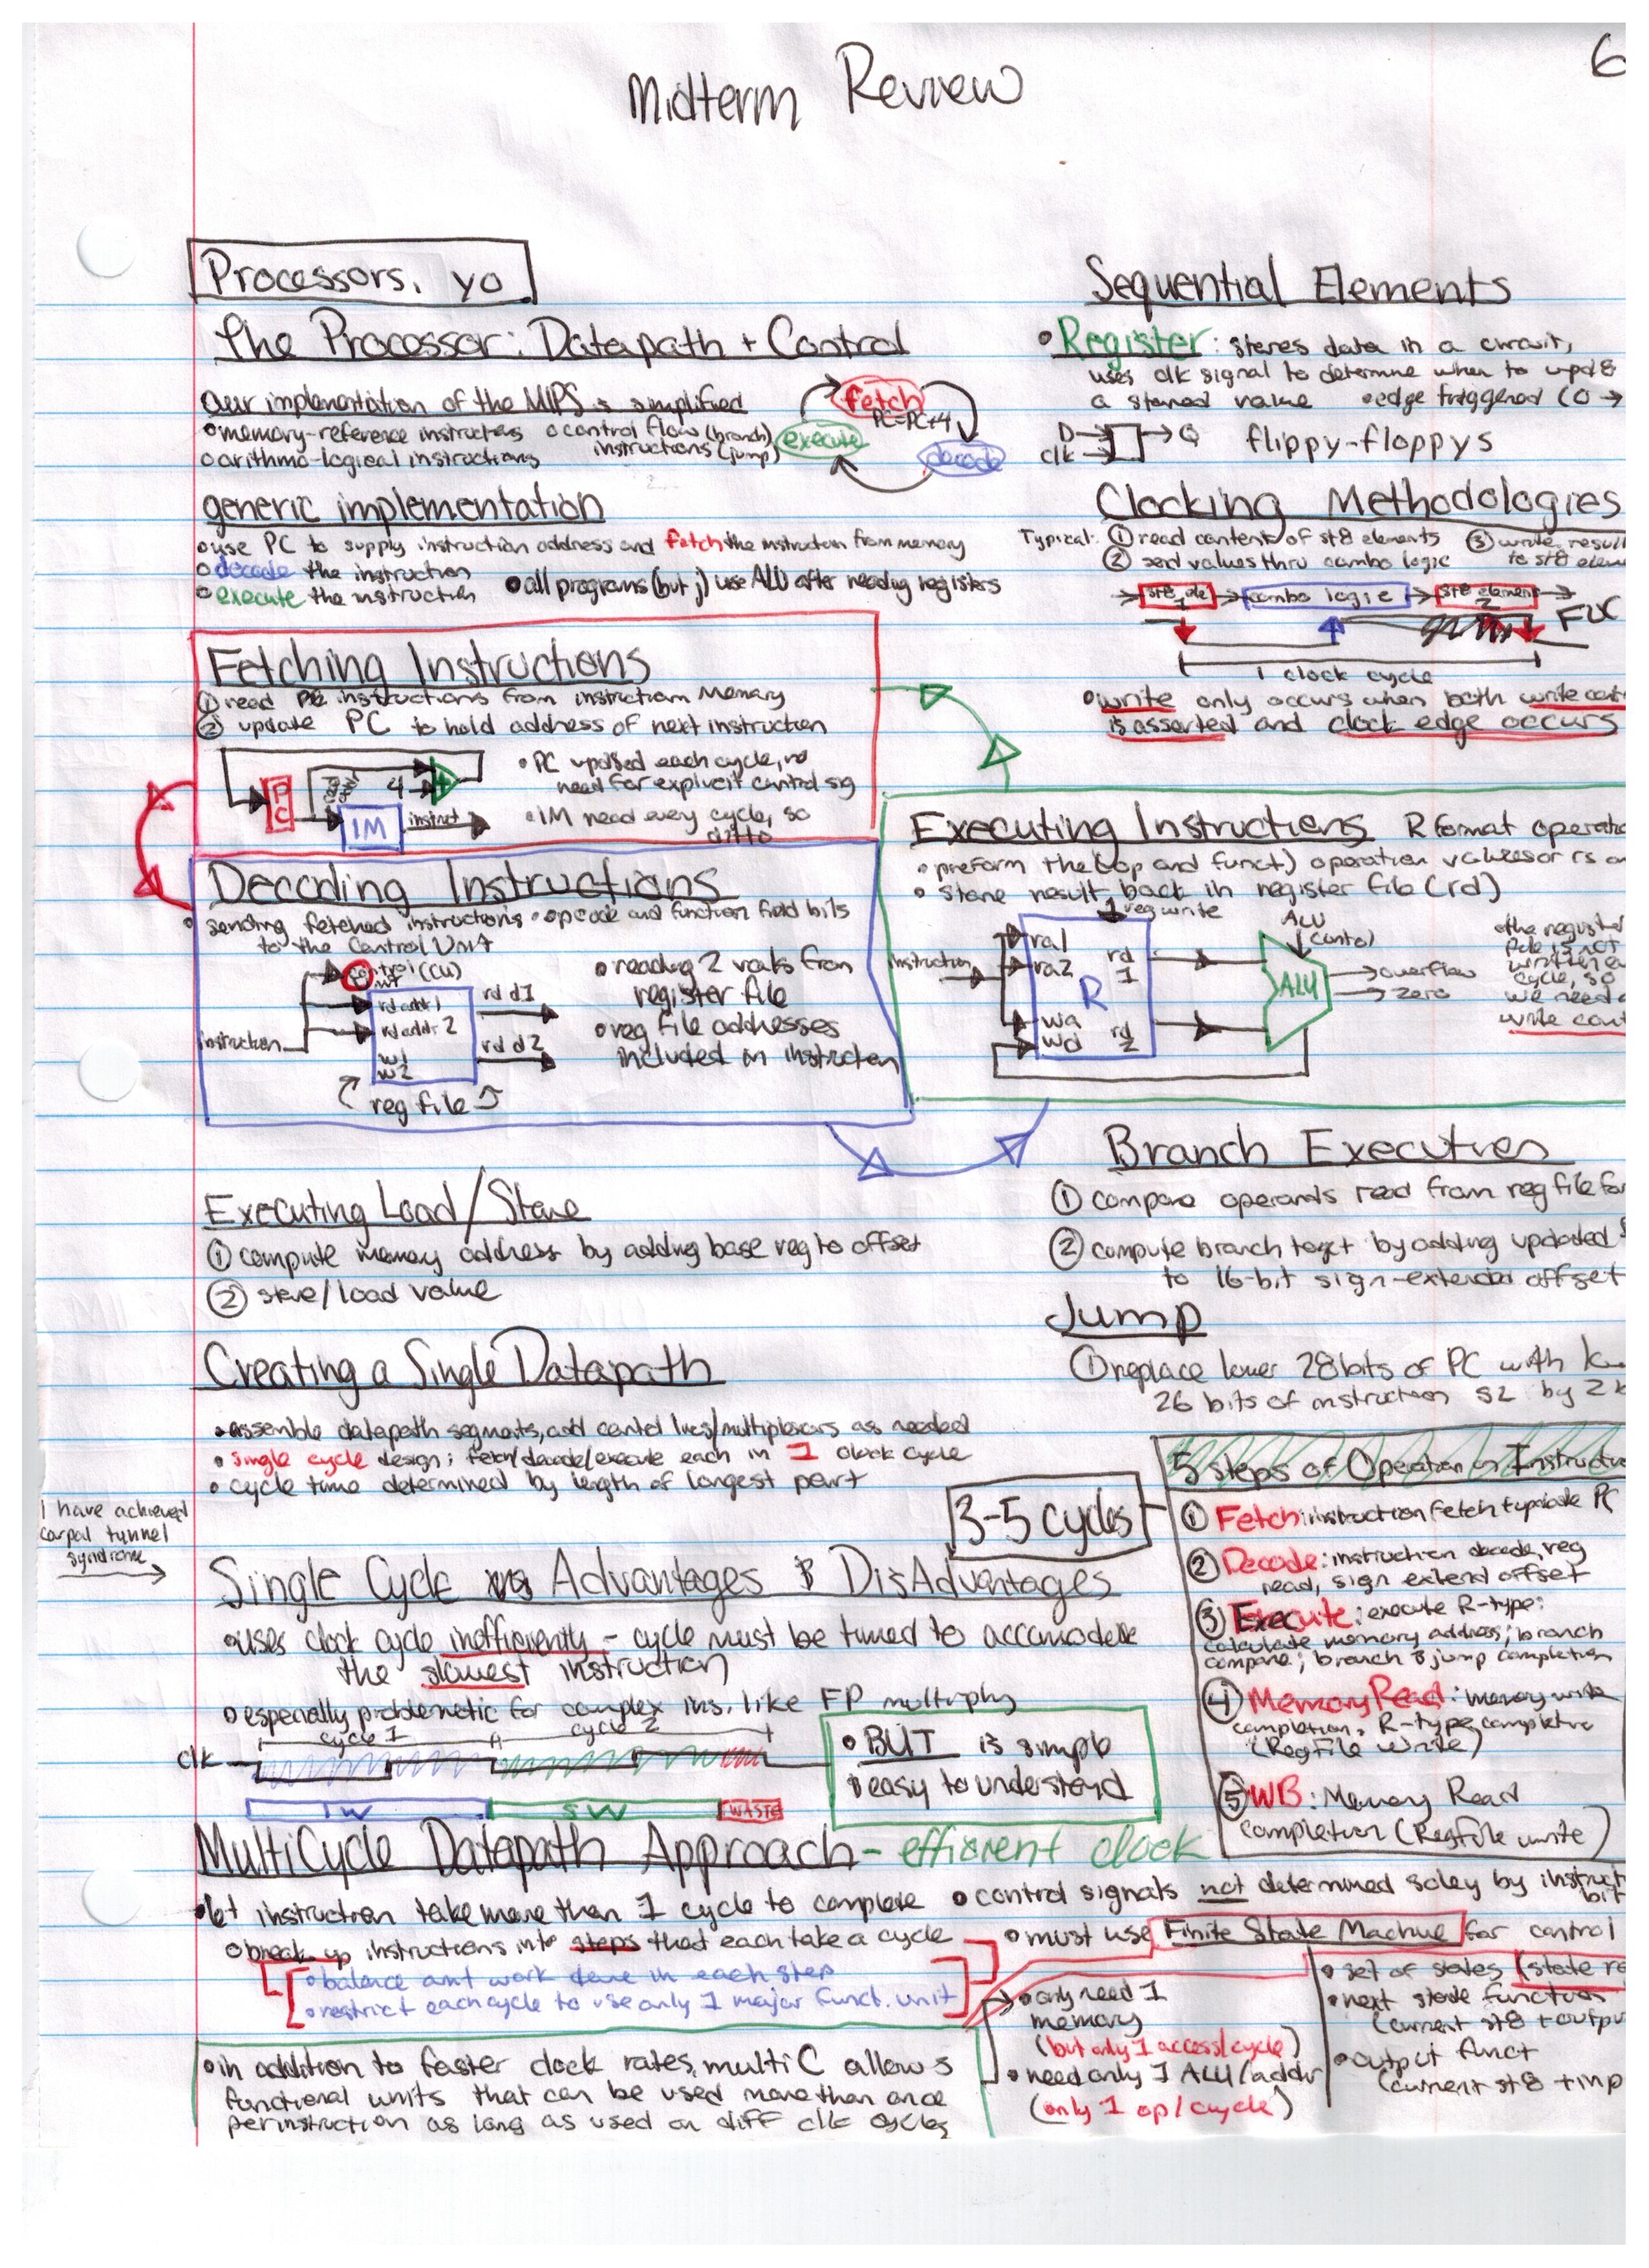 Midterm Review
6
Processors, yo
the Processor: Datapath + Control
Our implementation of the MIPS is simplified
memory-reference instructions
control flow (branch)
instructions (jump)
arithmo-logical instructions
fetch
PC=PC+4
execute
decode
generic implementation
use PC to supply instruction address and fetch the instruction from memory
decode the instruction
execute the instruction
all programs (but j) use ALU after reading registers
Fetching Instructions
① read instructions from instruction memory
② update PC to hold address of next instruction
PC
read addr
4
+
IM
instruct
PC updated each cycle, no
need for explicit control sig
IM need every cycle, so
ditto
Decoding Instructions
sending fetched instructions
to the Control Unit
opcode and function field bits
control (CU)
instruction
rd addr 1
rd addr 2
w1
w2
rd d1
rd d2
reg file
reading 2 vals from
register file
reg file addresses
included in instruction
Executing Load/Store
① compute memory address by adding base reg to offset
② store/load value
Creating a Single Datapath
assemble datapath segments, add control lines/multiplexors as needed
single cycle design; fetch/decode/execute each in 1 clock cycle
cycle time determined by length of longest part
I have achieved
carpal tunnel
syndrome
Single Cycle Advantages & DisAdvantages
uses clock cycle inefficiently - cycle must be timed to accomodate
the slowest instruction
especially problematic for complex ins. like FP multiply
cycle 1
cycle 2
clk
lw
sw
WASTE
BUT is simple
& easy to understand
MultiCycle Datapath Approach - efficient clock
let instruction take more than 1 cycle to complete
break up instructions into steps that each take a cycle
balance amt work done in each step
restrict each cycle to use only 1 major funct. unit
in addition to faster clock rates, multiC allows
functional units that can be used more than once
per instruction as long as used on diff clk cycles
Sequential Elements
Register: stores data in a circuit,
uses clk signal to determine when to upd8
a stored value
edge triggered (0 →
D
clk
Q
flippy-floppys
Clocking Methodologies
Typical: ① read contents of st8 elements
② send values thru combo logic
③ write result
to st8 elem
st8 ele
1
combo logic
st8 element
2
1 clock cycle
write only occurs when both write cont
is asserted and clock edge occurs
Executing Instructions R format operatio
preform the (op and funct) operation values or rs
store result back in register file (rd)
regwrite
instruction
ra1
ra2
R
wa
wd
rd
1
rd
2
ALU
control
ALU
overflow
zero
the regist
file is not
written
cycle, so
we need
write cont
Branch Execution
① compare operands read from reg file for
② compute branch target by adding updated
to 16-bit sign-extended offset
Jump
① replace lower 28 bits of PC with
26 bits of instruction by 2
3-5 cycles
5 steps of Operation in Instructi
① Fetch: instruction fetch + update PC
② Decode: instruction decode, reg
read, sign extend offset
③ Execute: execute R-type;
calculate memory address; branch
compare; branch & jump completion
④ Memory Read: memory write
completion, R-type completion
(RegFile write)
⑤ WB: Memory Read
completion (RegFile write)
control signals not determined soley by instruct
bit
must use Finite State Machine for control
only need 1
memory
(but only 1 access/cycle)
need only 1 ALU/addr
(only 1 op/cycle)
set of states (state re
next state function
(current st8 + outpu
output funct
(current st8 + inp